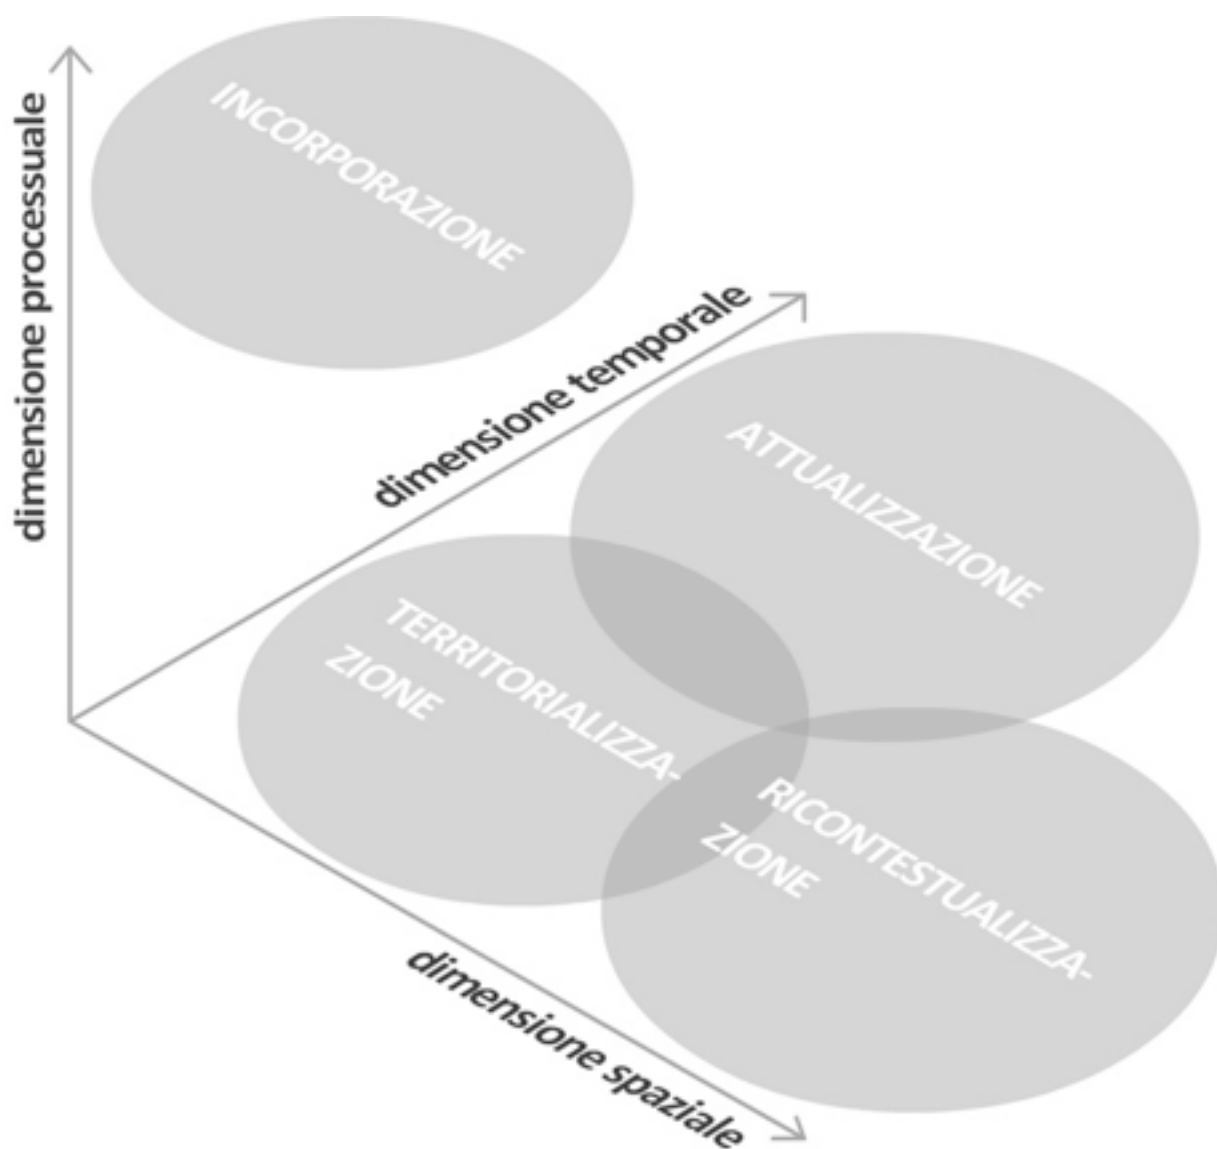 dimensione processuale
INCORPORAZIONE
dimensione temporale
ATTUALIZZAZIONE
TERRITORIALIZZA-
ZIONE
RICONTESTUALIZZA-
ZIONE
dimensione spaziale